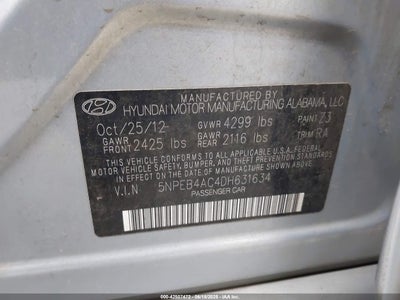 MANUFACTURED BY
HYUNDAI MOTOR MANUFACTURING ALABAMA, LLC
Oct/25/12 GVWR 4299 lbs PAINT Z3
GAWR FRONT 2425 lbs GAWR REAR 2116 lbs TRIM RA
THIS VEHICLE CONFORMS TO ALL APPLICABLE U.S.A. FEDERAL
MOTOR VEHICLE SAFETY, BUMPER, AND THEFT PREVENTION
STANDARDS IN EFFECT ON THE DATE OF MANUFACTURE SHOWN ABOVE.
V.I.N 5NPEB4AC4DH631634
PASSENGER CAR